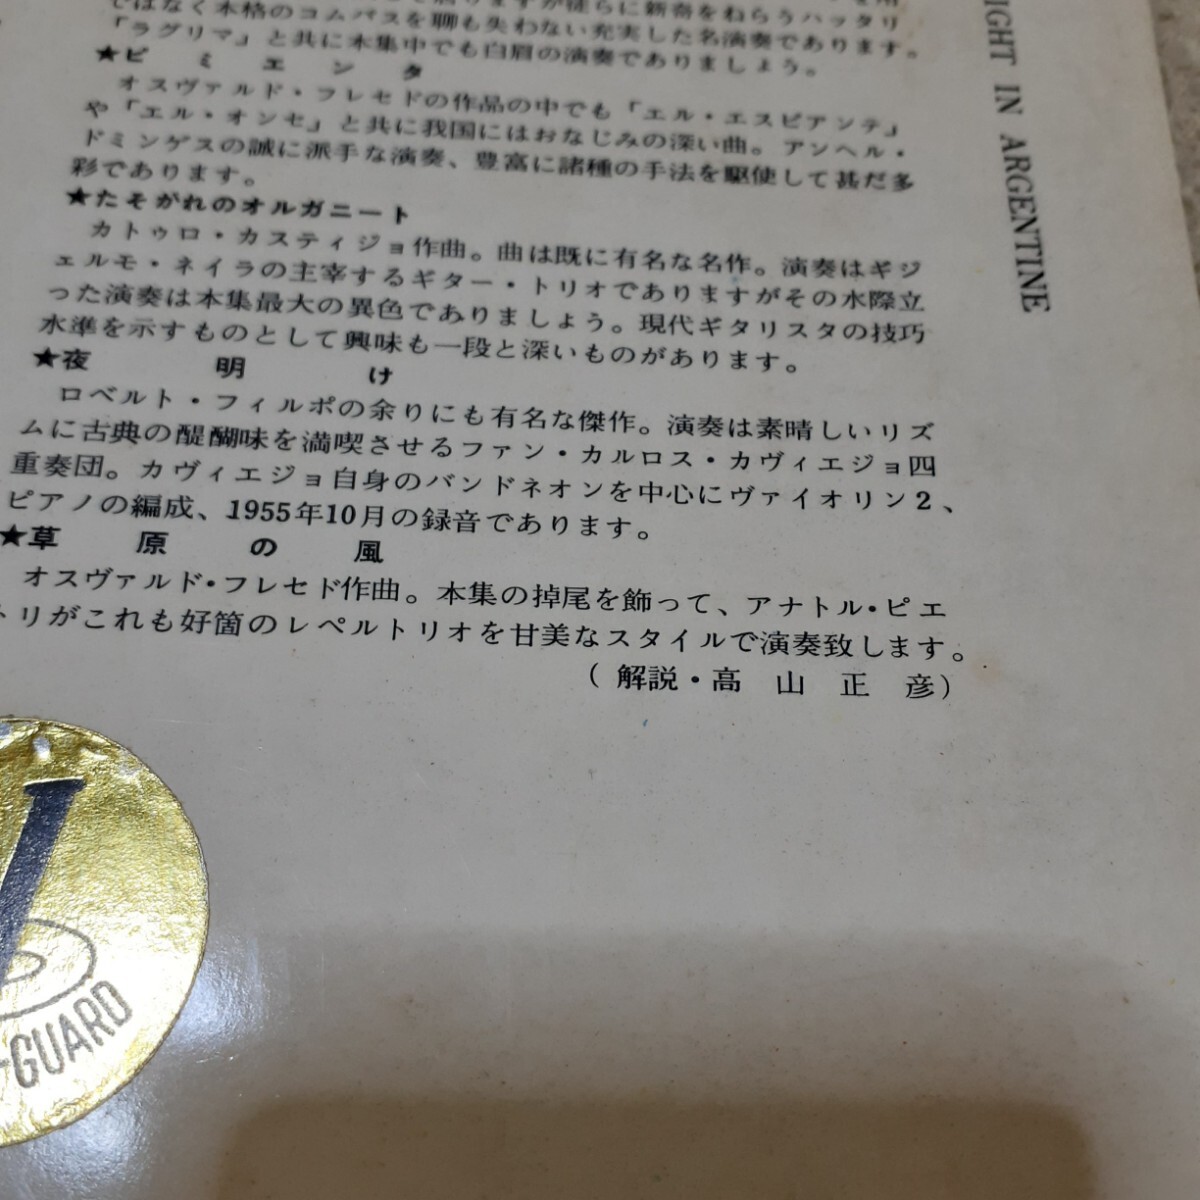 ではなく本格のコムパスを聊も失わない充実した名演奏であります。
「ラグリマ」と共に本集中でも白眉の演奏でありましょう。
★ピミエンタ
オスヴァルド・フレセドの作品の中でも「エル・エスピアンテ」
や「エル・オンセ」と共に我国にはおなじみの深い曲。アンヘル・
ドミンゲスの誠に派手な演奏、豊富に諸種の手法を駆使して甚だ多
彩であります。
★たそがれのオルガニート
カトゥロ・カスティジョ作曲。曲は既に有名な名作。演奏はギジ
ェルモ・ネイラの主宰するギター・トリオでありますがその水際立
った演奏は本集最大の異色でありましょう。現代ギタリスタの技巧
水準を示すものとして興味も一段と深いものがあります。
★夜明け
ロベルト・フィルポの余りにも有名な傑作。演奏は素晴しいリズ
ムに古典の醍醐味を満喫させるファン・カルロス・カヴィエジョ四
重奏団。カヴィエジョ自身のバンドネオンを中心にヴァイオリン2、
ピアノの編成、1955年10月の録音であります。
★草原の風
オスヴァルド・フレセド作曲。本集の掉尾を飾って、アナトル・ピエ
トリがこれも好箇のレペルトリオを甘美なスタイルで演奏致します。
(解説・高山正彦)
IGHT IN ARGENTINE
-GUARD